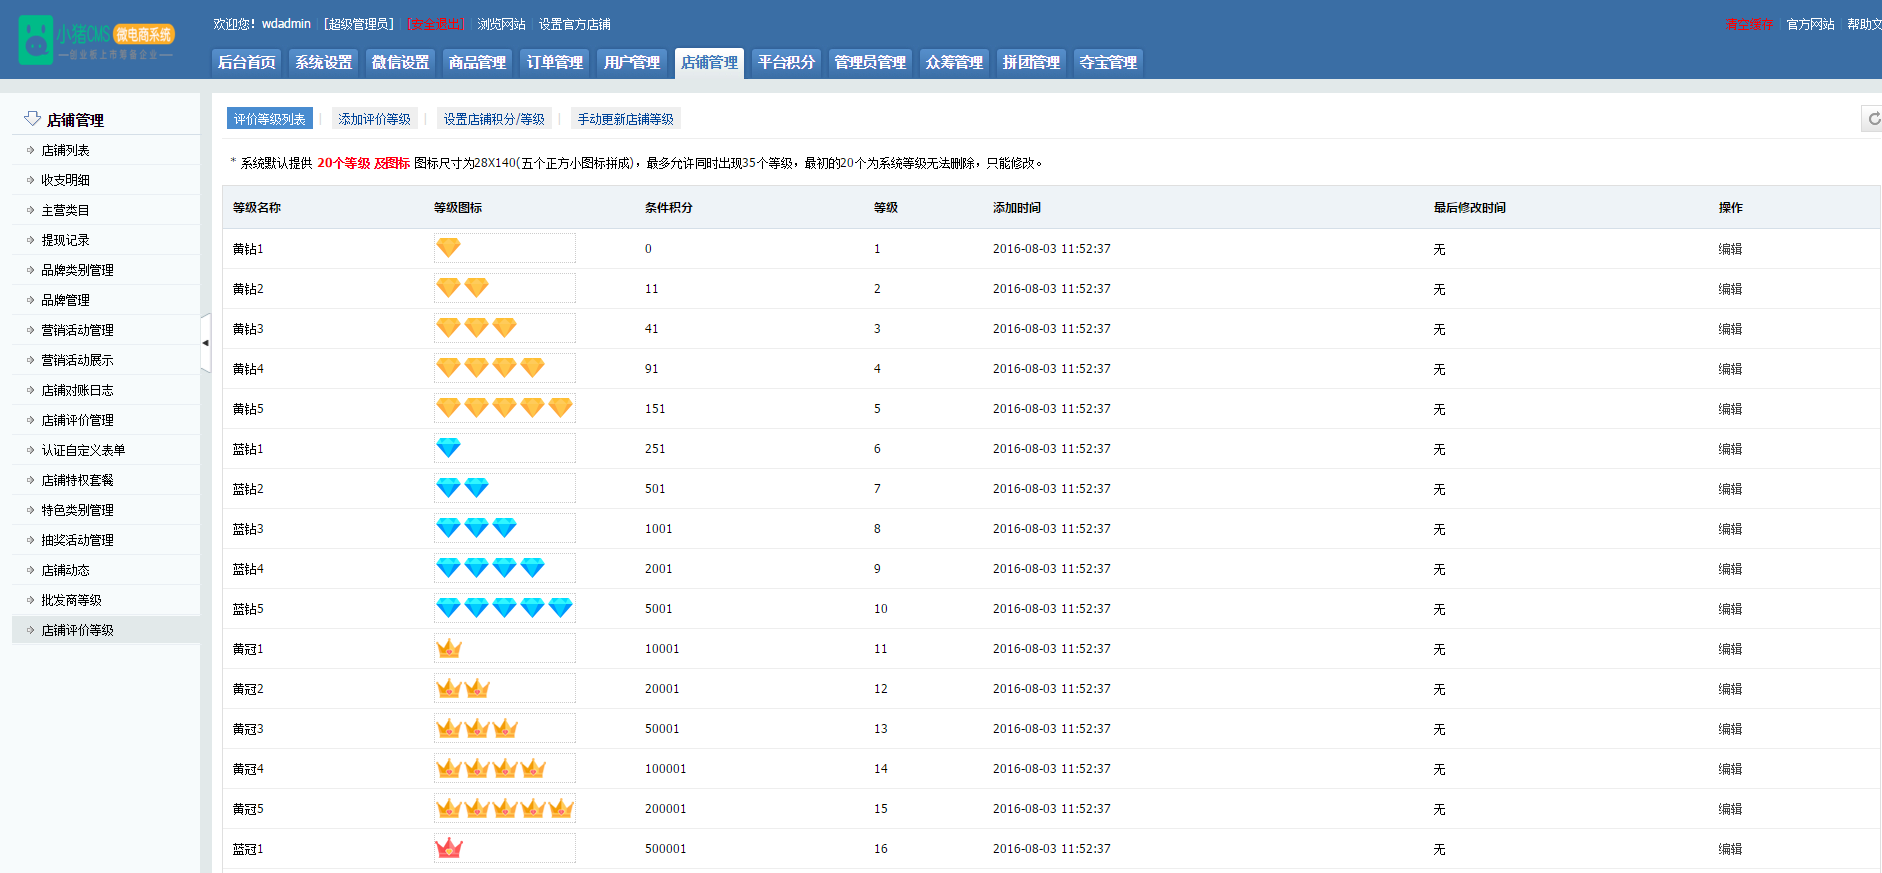 小猪CMS 微电商系统
欢迎您! wdadmin [超级管理员] [安全退出] 浏览网站 设置官方店铺
清空缓存 官方网站 帮助文
后台首页 系统设置 微信设置 商品管理 订单管理 用户管理 店铺管理 平台积分 管理员管理 众筹管理 拼团管理 夺宝管理
店铺管理
店铺列表
收支明细
主营类目
提现记录
品牌类别管理
品牌管理
营销活动管理
营销活动展示
店铺对账日志
店铺评价管理
认证自定义表单
店铺特权套餐
特色类别管理
抽奖活动管理
店铺动态
批发商等级
店铺评价等级
评价等级列表 添加评价等级 设置店铺积分/等级 手动更新店铺等级
* 系统默认提供 20个等级 及图标 图标尺寸为28X140(五个正方小图标拼成)，最多允许同时出现35个等级，最初的20个为系统等级无法删除，只能修改。
等级名称 等级图标 条件积分 等级 添加时间 最后修改时间 操作
黄钻1 0 1 2016-08-03 11:52:37 无 编辑
黄钻2 11 2 2016-08-03 11:52:37 无 编辑
黄钻3 41 3 2016-08-03 11:52:37 无 编辑
黄钻4 91 4 2016-08-03 11:52:37 无 编辑
黄钻5 151 5 2016-08-03 11:52:37 无 编辑
蓝钻1 251 6 2016-08-03 11:52:37 无 编辑
蓝钻2 501 7 2016-08-03 11:52:37 无 编辑
蓝钻3 1001 8 2016-08-03 11:52:37 无 编辑
蓝钻4 2001 9 2016-08-03 11:52:37 无 编辑
蓝钻5 5001 10 2016-08-03 11:52:37 无 编辑
黄冠1 10001 11 2016-08-03 11:52:37 无 编辑
黄冠2 20001 12 2016-08-03 11:52:37 无 编辑
黄冠3 50001 13 2016-08-03 11:52:37 无 编辑
黄冠4 100001 14 2016-08-03 11:52:37 无 编辑
黄冠5 200001 15 2016-08-03 11:52:37 无 编辑
蓝冠1 500001 16 2016-08-03 11:52:37 无 编辑